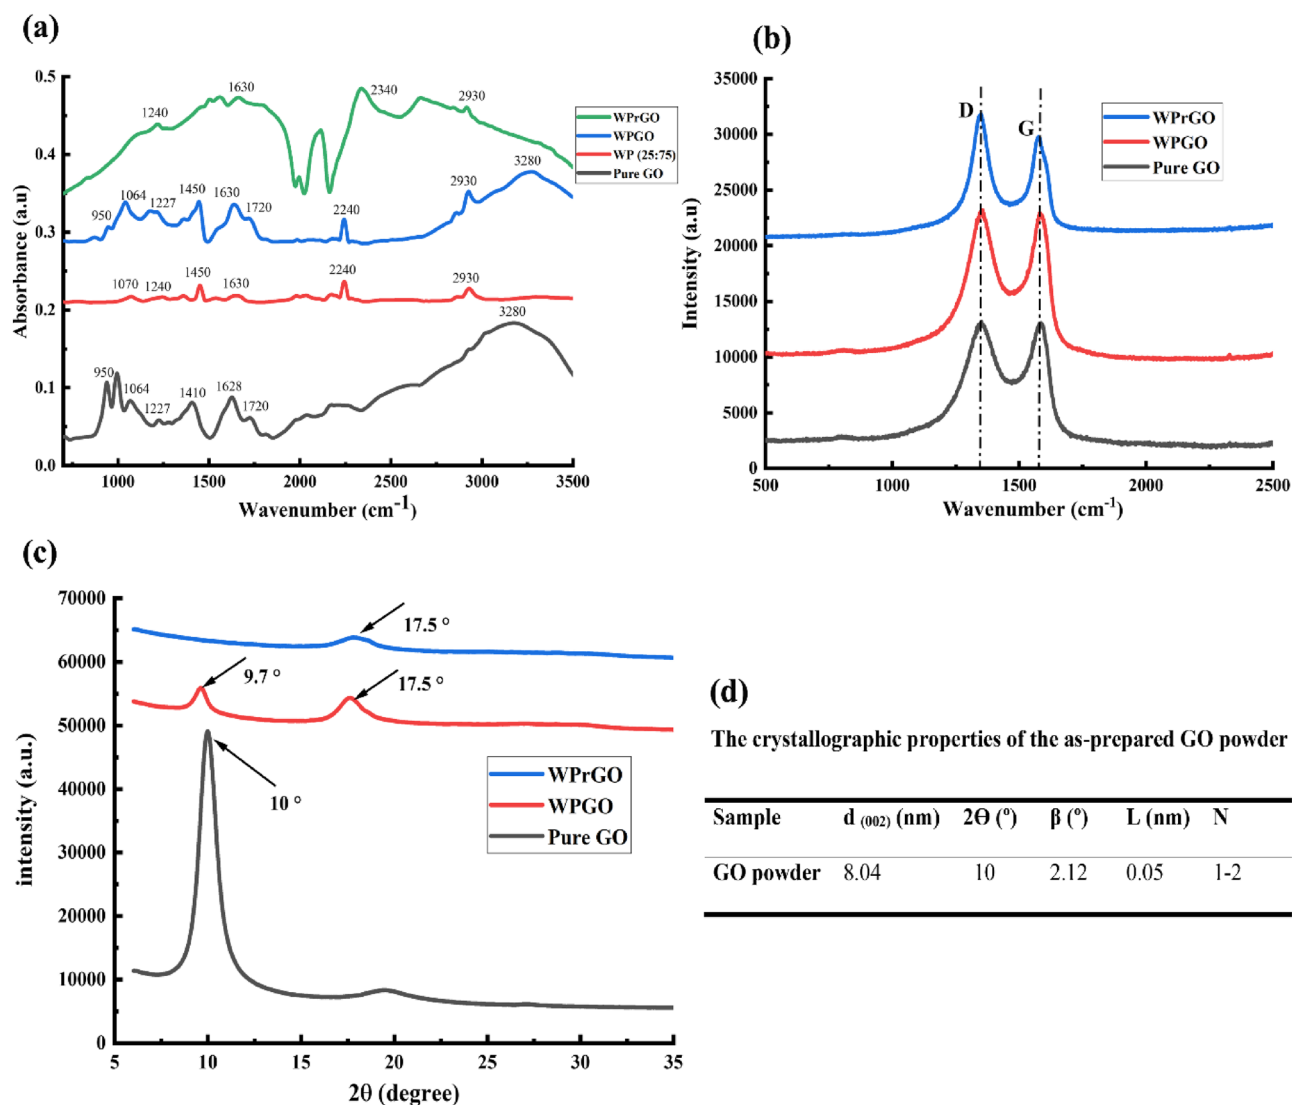 (a)
0.5
0.4
0.3
0.2
0.1
0.0
Absorbance (a.u)
1240
1630
2340
2930
WPrGO
WPGO
WP (25:75)
Pure GO
950
1064
1227
1450
1630
1720
2240
2930
3280
1070
1240
1450
1630
2240
2930
950
1064
1227
1410
1628
1720
3280
1000 1500 2000 2500 3000 3500
Wavenumber (cm-1)
(b)
35000
30000
25000
20000
15000
10000
5000
0
Intensity (a.u)
D
G
WPrGO
WPGO
Pure GO
500 1000 1500 2000 2500
Wavenumber (cm-1)
(c)
70000
60000
50000
40000
30000
20000
10000
0
intensity (a.u.)
17.5 °
9.7 °
17.5 °
10 °
WPrGO
WPGO
Pure GO
5 10 15 20 25 30 35
2θ (degree)
(d)
The crystallographic properties of the as-prepared GO powder
Sample d (002) (nm) 2ϴ (º) β (º) L (nm) N
GO powder 8.04 10 2.12 0.05 1-2